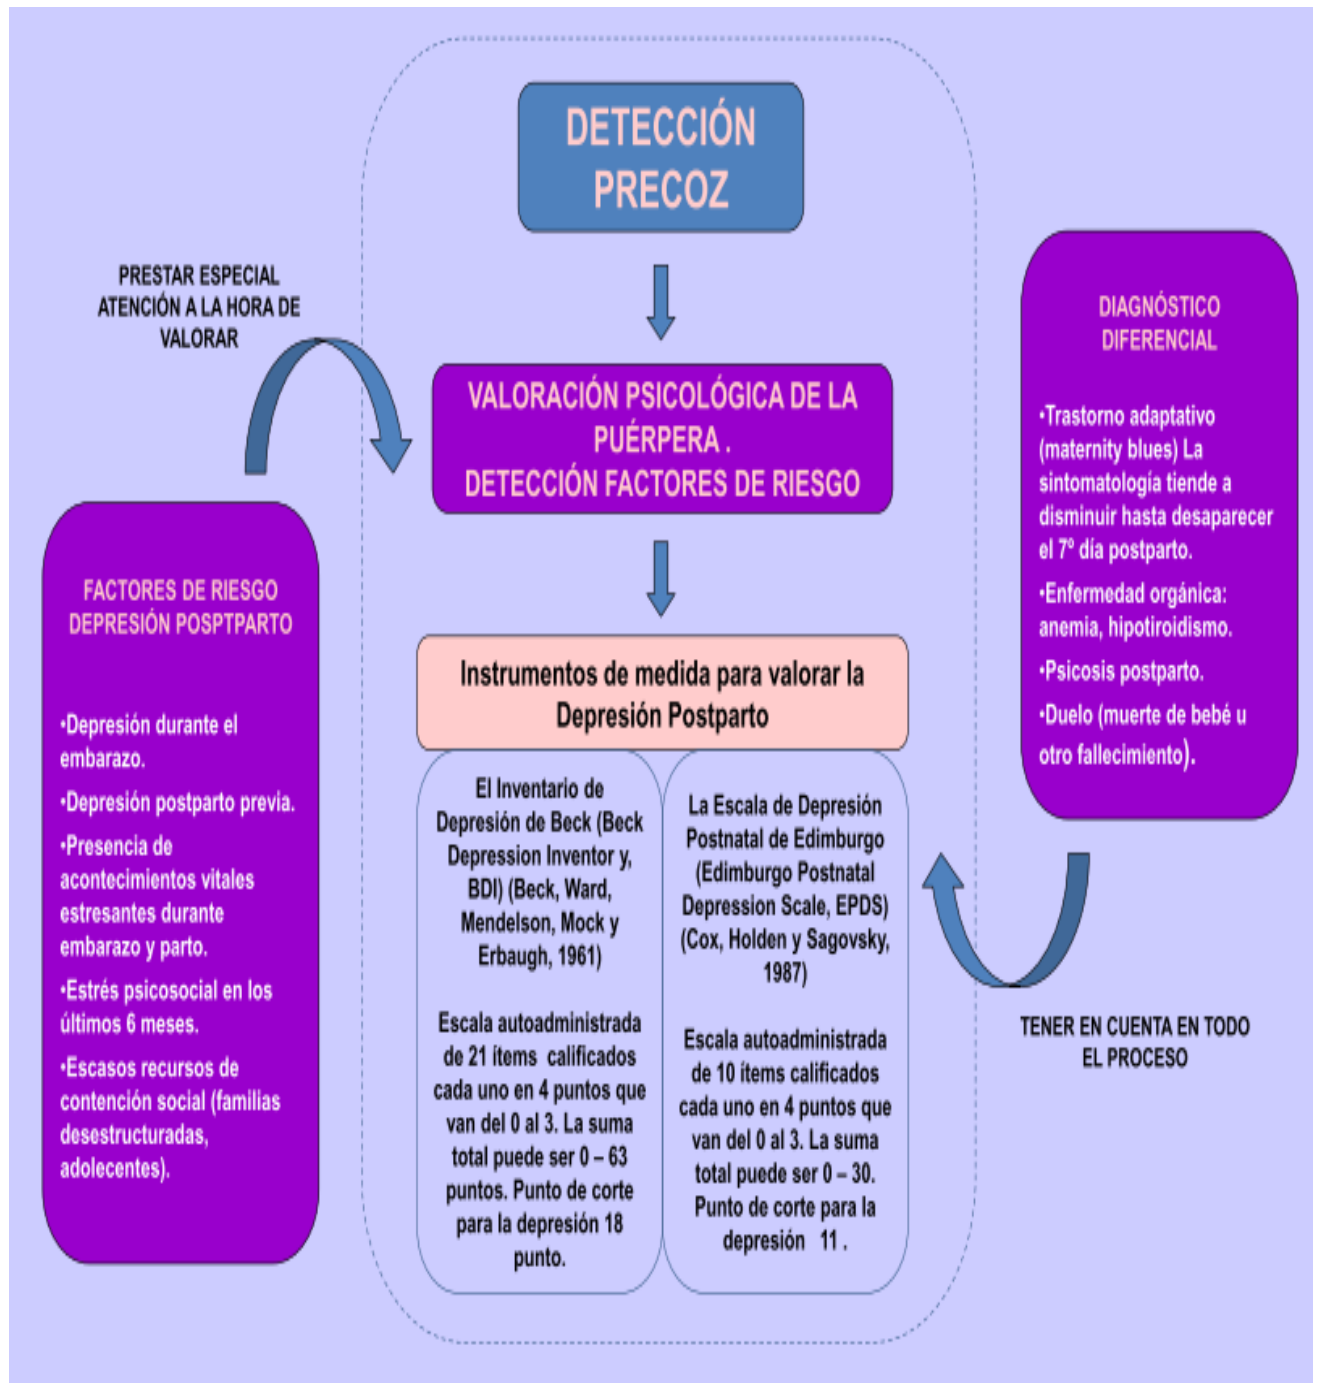 DETECCIÓN
PRECOZ
PRESTAR ESPECIAL
ATENCIÓN A LA HORA DE
VALORAR
VALORACIÓN PSICOLÓGICA DE LA
PUÉRPERA .
DETECCIÓN FACTORES DE RIESGO
FACTORES DE RIESGO
DEPRESIÓN POSPTPARTO
•Depresión durante el
embarazo.
•Depresión postparto previa.
•Presencia de
acontecimientos vitales
estresantes durante
embarazo y parto.
•Estrés psicosocial en los
últimos 6 meses.
•Escasos recursos de
contención social (familias
desestructuradas,
adolecentes).
Instrumentos de medida para valorar la
Depresión Postparto
El Inventario de
Depresión de Beck (Beck
Depression Inventor y,
BDI) (Beck, Ward,
Mendelson, Mock y
Erbaugh, 1961)
Escala autoadministrada
de 21 ítems calificados
cada uno en 4 puntos que
van del 0 al 3. La suma
total puede ser 0 – 63
puntos. Punto de corte
para la depresión 18
punto.
La Escala de Depresión
Postnatal de Edimburgo
(Edimburgo Postnatal
Depression Scale, EPDS)
(Cox, Holden y Sagovsky,
1987)
Escala autoadministrada
de 10 ítems calificados
cada uno en 4 puntos que
van del 0 al 3. La suma
total puede ser 0 – 30.
Punto de corte para la
depresión 11 .
DIAGNÓSTICO
DIFERENCIAL
•Trastorno adaptativo
(maternity blues) La
sintomatología tiende a
disminuir hasta desaparecer
el 7º día postparto.
•Enfermedad orgánica:
anemia, hipotiroidismo.
•Psicosis postparto.
•Duelo (muerte de bebé u
otro fallecimiento).
TENER EN CUENTA EN TODO
EL PROCESO